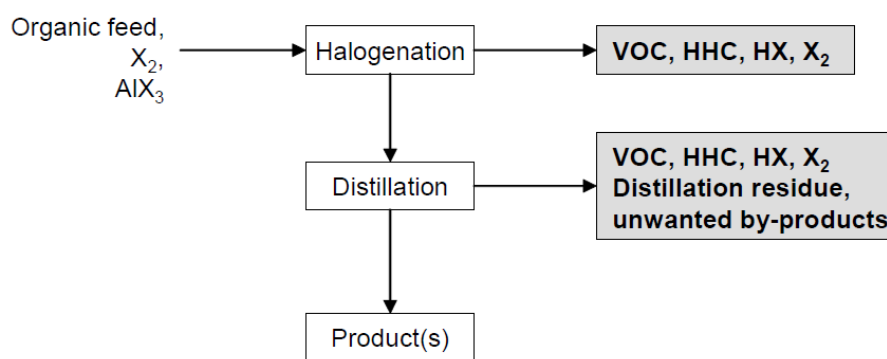 Organic feed,
X₂,
AlX₃
Halogenation
VOC, HHC, HX, X₂
Distillation
VOC, HHC, HX, X₂
Distillation residue,
unwanted by-products
Product(s)